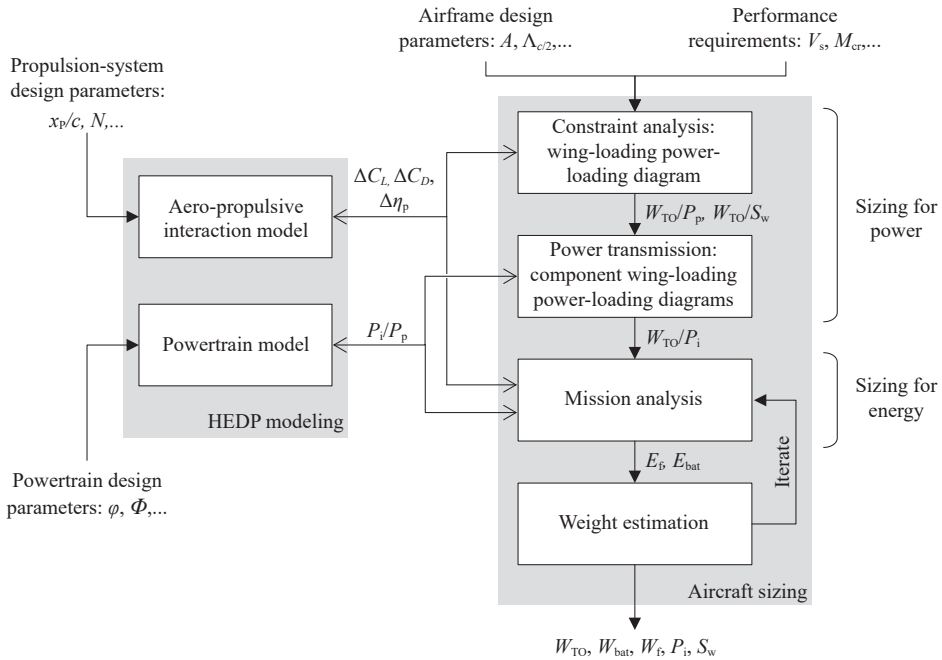 Airframe design
parameters: A, Λc/2,...
Performance
requirements: Vs, Mcr,...
Propulsion-system
design parameters:
xP/c, N,...
Constraint analysis:
wing-loading power-
loading diagram
ΔCL, ΔCD,
Δηp
Aero-propulsive
interaction model
WTO/Pp, WTO/Sw
Sizing for
power
Power transmission:
component wing-loading
power-loading diagrams
Powertrain model
Pi/Pp
WTO/Pi
Mission analysis
Sizing for
energy
HEDP modeling
Ef, Ebat
Iterate
Powertrain design
parameters: φ, Φ,...
Weight estimation
Aircraft sizing
WTO, Wbat, Wf, Pi, Sw